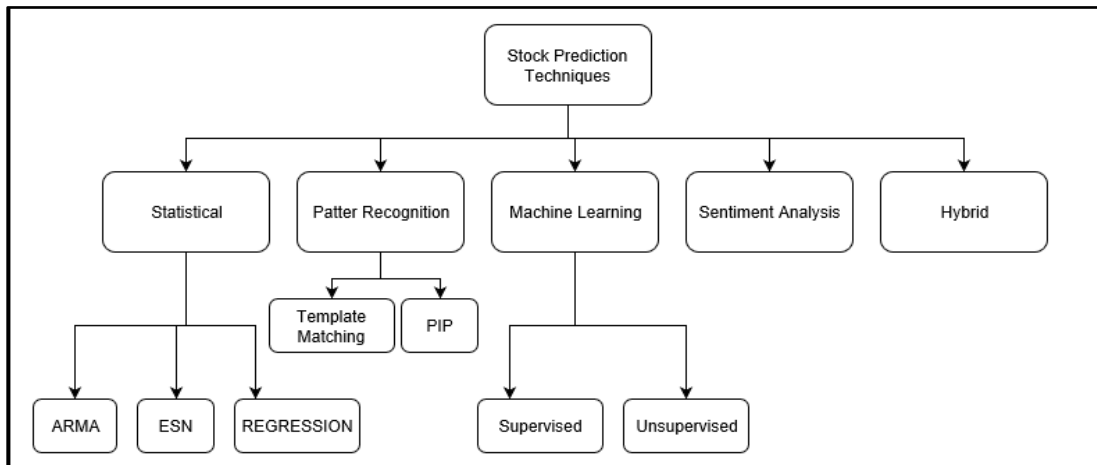 Stock Prediction
Techniques
Statistical
Patter Recognition
Machine Learning
Sentiment Analysis
Hybrid
Template
Matching
PIP
ARMA
ESN
REGRESSION
Supervised
Unsupervised